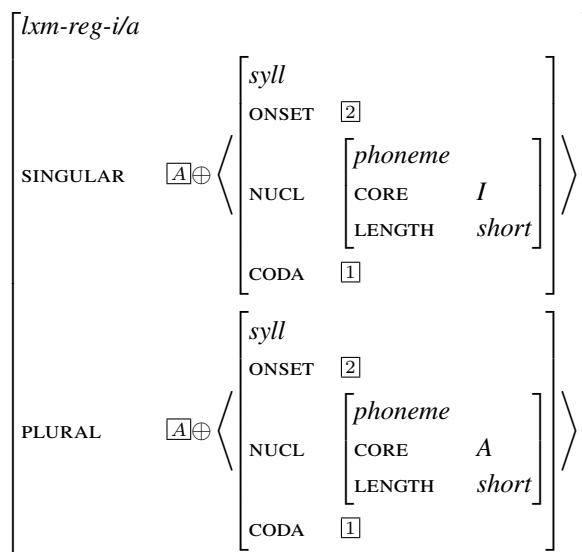 lxm-reg-i/a
syll
ONSET 2
SINGULAR A⊕⟨ NUCL [phoneme
CORE I
LENGTH short] ⟩
CODA 1
syll
ONSET 2
PLURAL A⊕⟨ NUCL [phoneme
CORE A
LENGTH short] ⟩
CODA 1